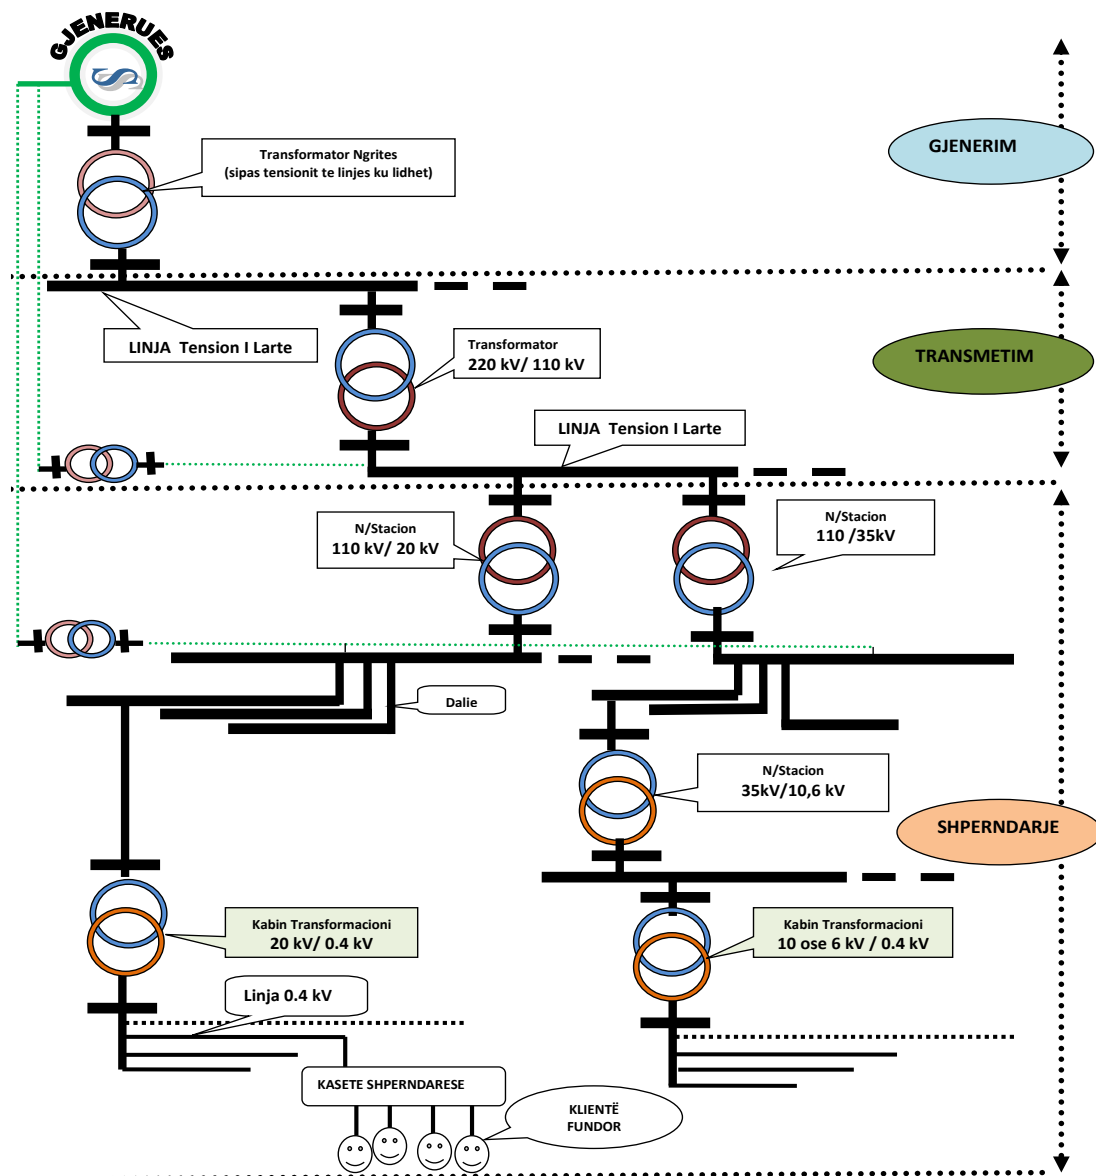 GJENERUES
Transformator Ngrites
(sipas tensionit te linjes ku lidhet)
GJENERIM
LINJA Tension I Larte
Transformator
220 kV/ 110 kV
TRANSMETIM
LINJA Tension I Larte
N/Stacion
110 kV/ 20 kV
N/Stacion
110 /35kV
Dalie
N/Stacion
35kV/10,6 kV
SHPERNDARJE
Kabin Transformacioni
20 kV/ 0.4 kV
Kabin Transformacioni
10 ose 6 kV / 0.4 kV
Linja 0.4 kV
KASETE SHPERNDARESE
KLIENTË
FUNDOR